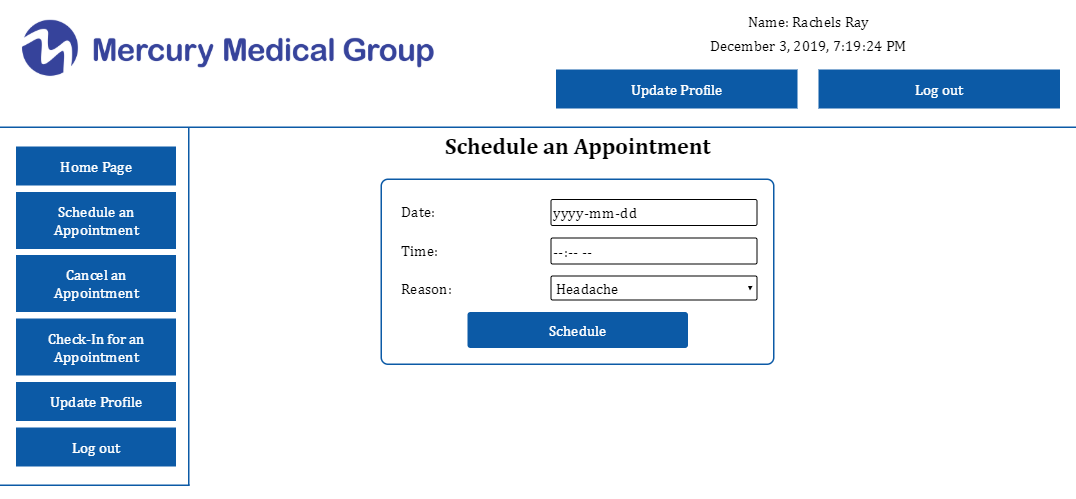 Mercury Medical Group
Name: Rachels Ray
December 3, 2019, 7:19:24 PM
Update Profile
Log out
Home Page
Schedule an
Appointment
Cancel an
Appointment
Check-In for an
Appointment
Update Profile
Log out
Schedule an Appointment
Date:
yyyy-mm-dd
Time:
--:-- --
Reason:
Headache
Schedule